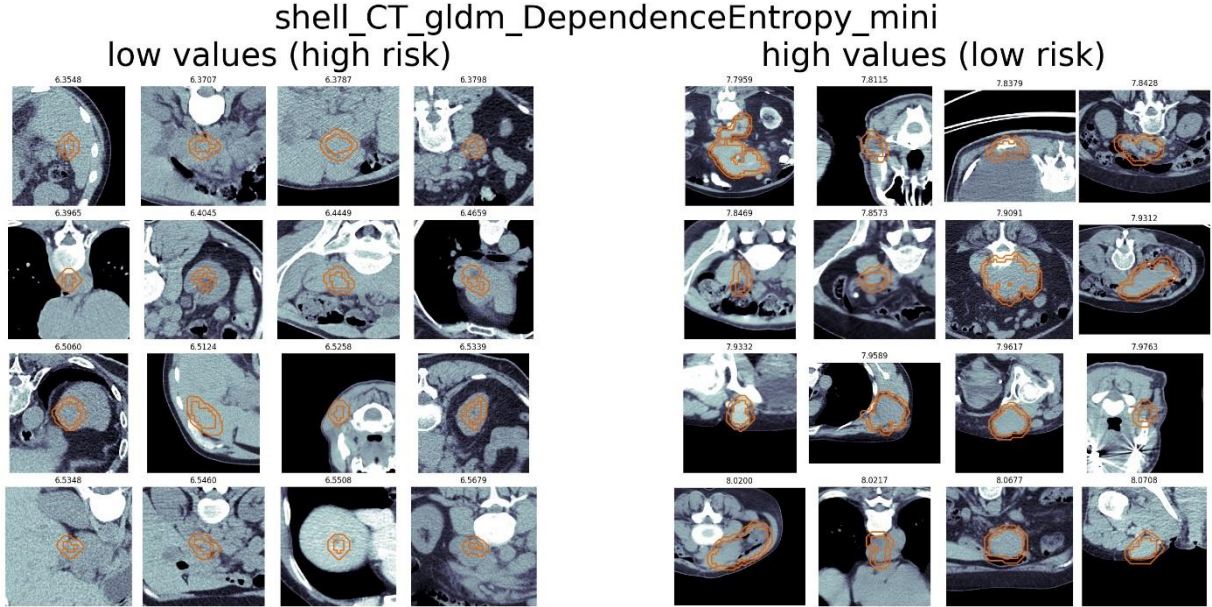 shell_CT_gldm_DependenceEntropy_mini
low values (high risk)
high values (low risk)
6.3548 6.3707 6.3787 6.3798
7.7959 7.8115 7.8379 7.8428
6.3965 6.4045 6.4449 6.4659
7.8469 7.8573 7.9091 7.9312
6.5060 6.5124 6.5258 6.5339
7.9332 7.9589 7.9617 7.9763
6.5348 6.5460 6.5508 6.5679
8.0200 8.0217 8.0677 8.0708